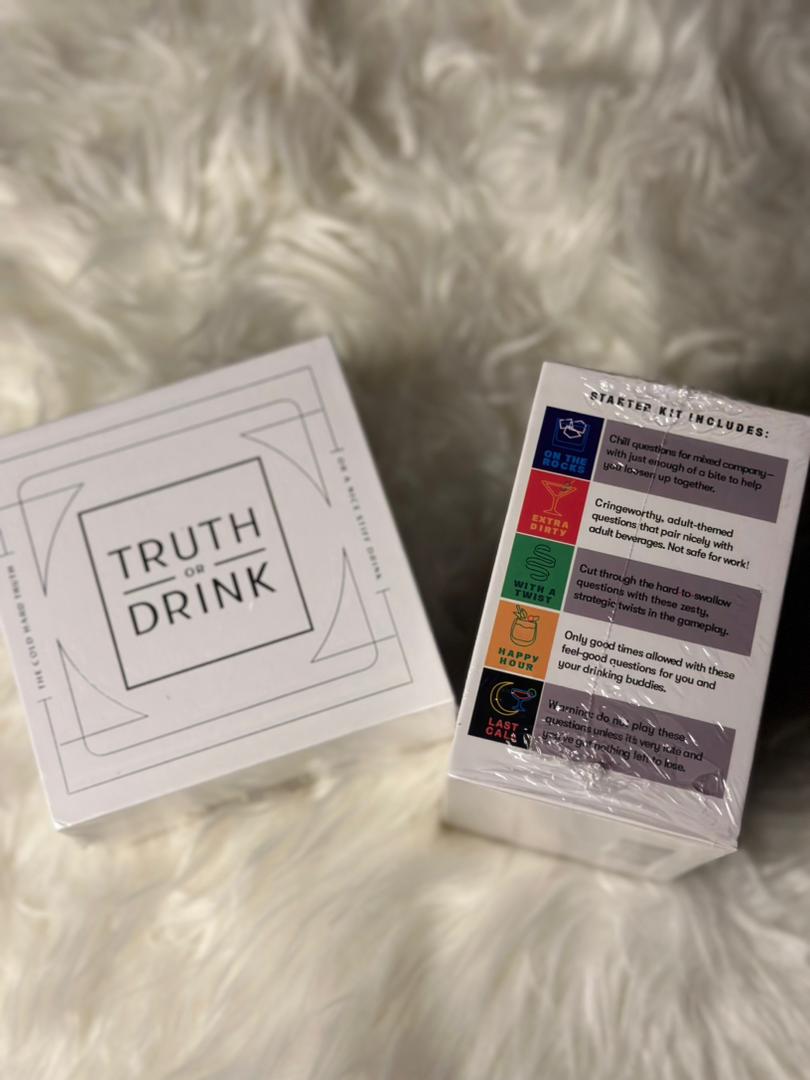 TRUTH
OR
DRINK
THE COLD HARD TRUTH
OR A NICE STIFF DRINK
STARTER KIT INCLUDES:
ON THE
ROCKS
Chill questions for mixed company—
with just enough of a bite to help
you loosen up together.
EXTRA
DIRTY
Cringeworthy, adult-themed
questions that pair nicely with
adult beverages. Not safe for work!
WITH A
TWIST
Cut through the hard-to-swallow
questions with these zesty,
strategic twists in the gameplay.
HAPPY
HOUR
Only good times allowed with these
feel-good questions for you and
your drinking buddies.
LAST
CALL
Warning: do not play these
questions unless it's very late and
you've got nothing left to lose.